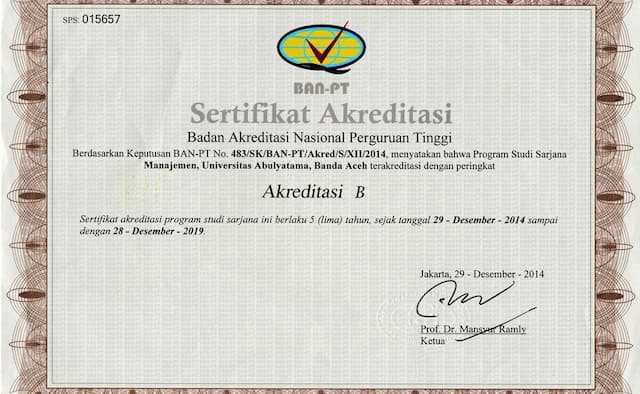 SPS: 015657
BAN-PT
Sertifikat Akreditasi
Badan Akreditasi Nasional Perguruan Tinggi
Berdasarkan Keputusan BAN-PT No. 483/SK/BAN-PT/Akred/S/XII/2014, menyatakan bahwa Program Studi Sarjana
Manajemen, Universitas Abulyatama, Banda Aceh terakreditasi dengan peringkat
Akreditasi B
Sertifikat akreditasi program studi sarjana ini berlaku 5 (lima) tahun, sejak tanggal 29 - Desember - 2014 sampai
dengan 28 - Desember - 2019.
Jakarta, 29 - Desember - 2014
Prof. Dr. Mansyur Ramly
Ketua